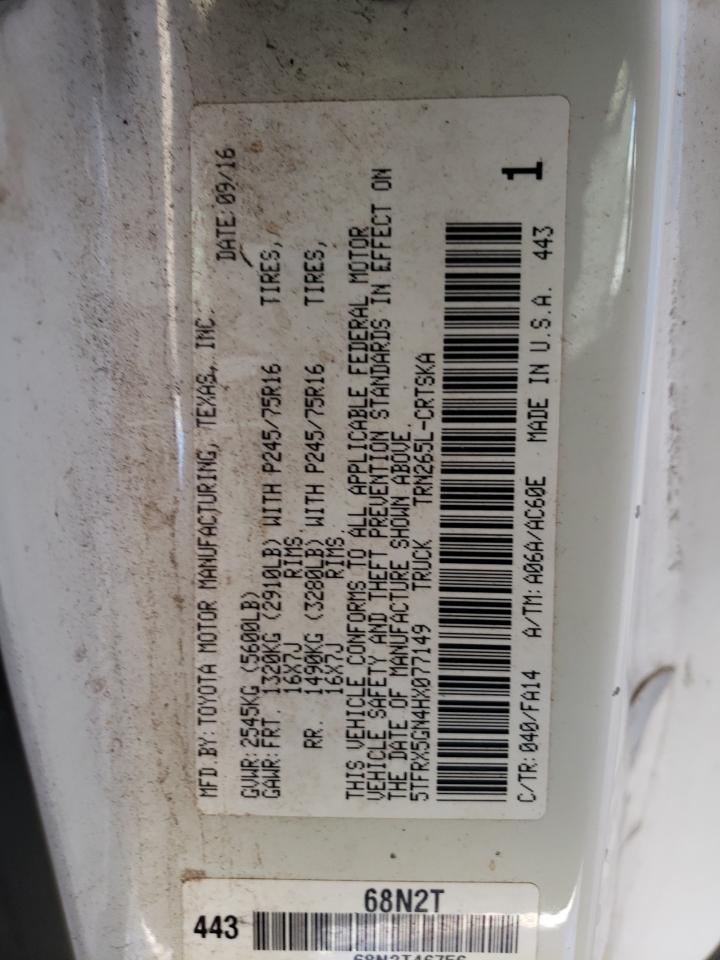 MFD.BY: TOYOTA MOTOR MANUFACTURING, TEXAS, INC.
DATE: 09/16
GVWR: 2545KG (5600LB)
GAWR: FRT. 1320KG (2910LB) WITH P245/75R16 TIRES,
16X7J RIMS,
RR. 1490KG (3280LB) WITH P245/75R16 TIRES,
16X7J RIMS.
THIS VEHICLE CONFORMS TO ALL APPLICABLE FEDERAL MOTOR
VEHICLE SAFETY AND THEFT PREVENTION STANDARDS IN EFFECT ON
THE DATE OF MANUFACTURE SHOWN ABOVE.
5TFRX5GN4HX077149 TRUCK TRN265L-CRTSKA
1
C/TR: 040/FA14 A/TM: A06A/AC60E MADE IN U.S.A. 443
68N2T
443